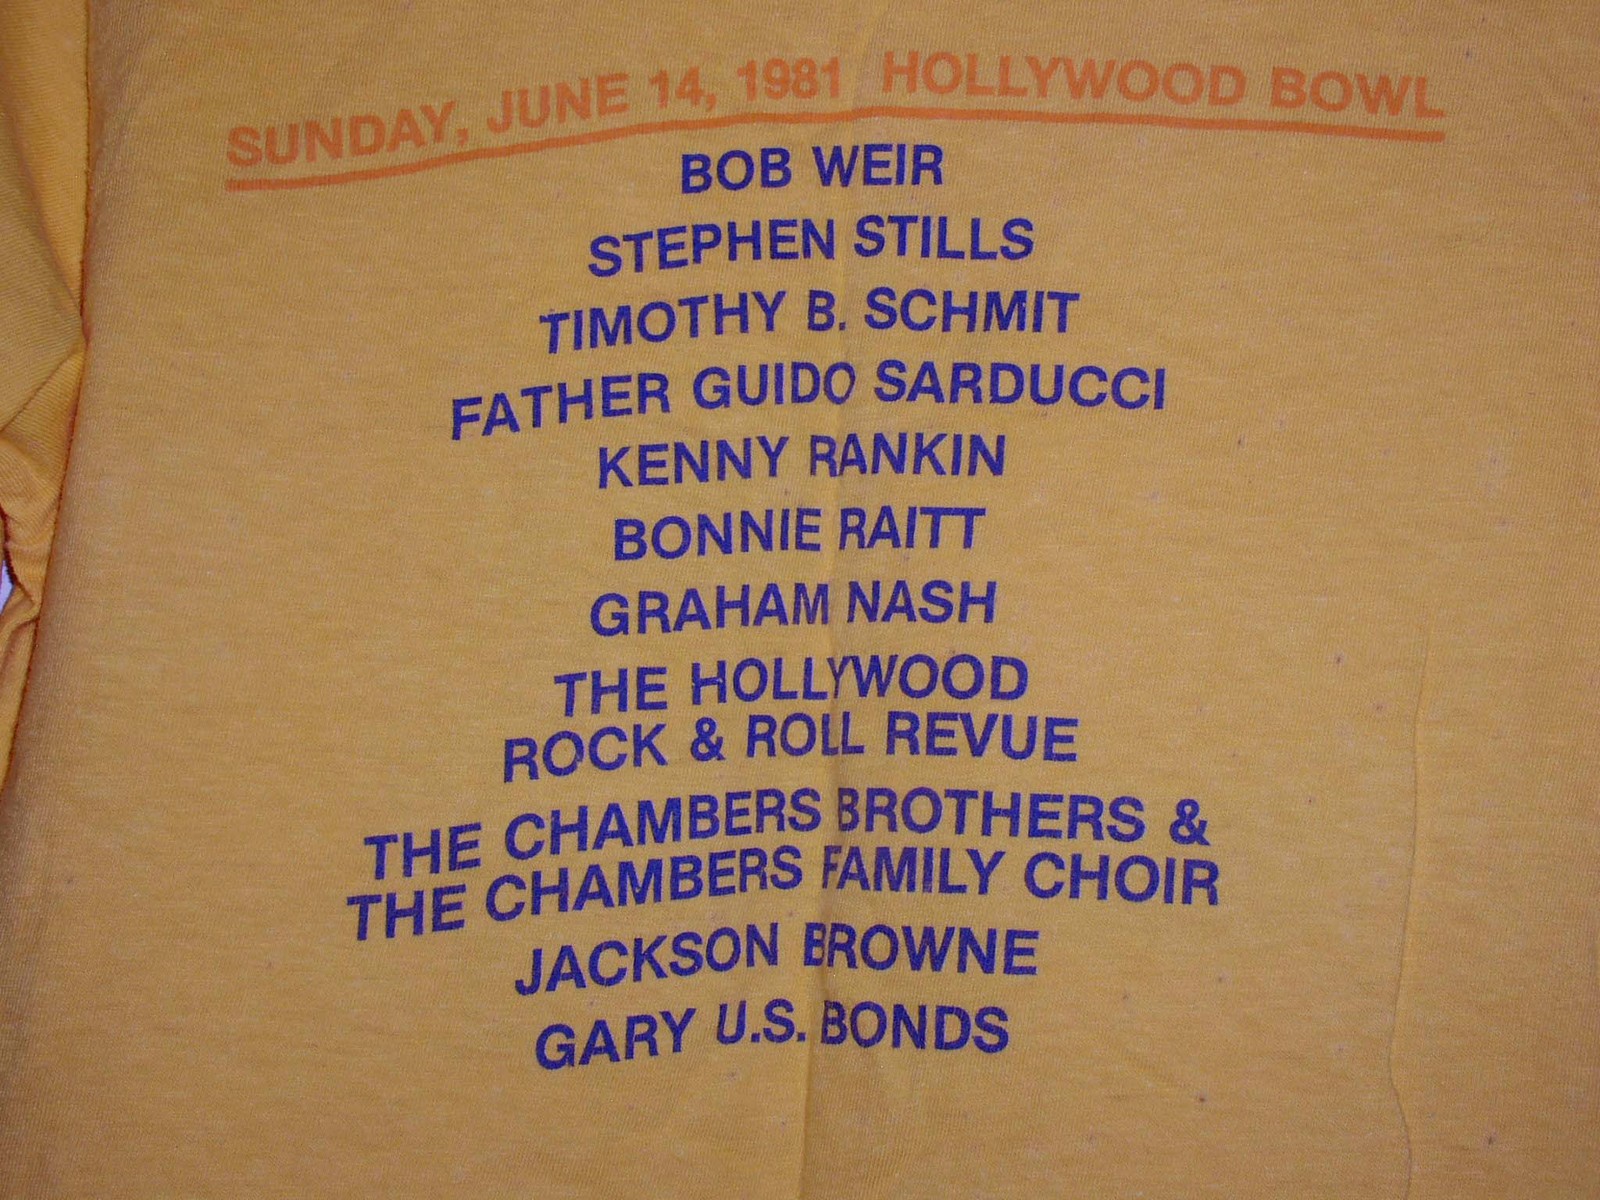 SUNDAY, JUNE 14, 1981 HOLLYWOOD BOWL
BOB WEIR
STEPHEN STILLS
TIMOTHY B. SCHMIT
FATHER GUIDO SARDUCCI
KENNY RANKIN
BONNIE RAITT
GRAHAM NASH
THE HOLLYWOOD
ROCK & ROLL REVUE
THE CHAMBERS BROTHERS &
THE CHAMBERS FAMILY CHOIR
JACKSON BROWNE
GARY U.S. BONDS